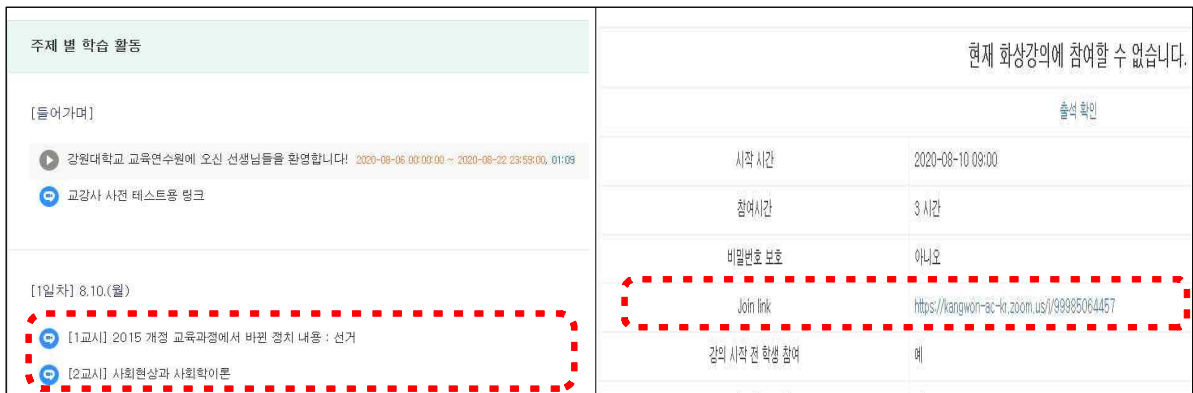 주제 별 학습 활동
[들어가며]
강원대학교 교육연수원에 오신 선생님들을 환영합니다! 2020-08-06 00:00:00 ~ 2020-08-22 23:59:00, 01:09
교강사 사전 테스트용 링크
[1일차] 8.10.(월)
[1교시] 2015 개정 교육과정에서 바뀐 정치 내용 : 선거
[2교시] 사회현상과 사회학이론
현재 화상강의에 참여할 수 없습니다.
출석 확인
시작 시간 2020-08-10 09:00
참여시간 3 시간
비밀번호 보호 아니오
Join link https://kangwon-ac-kr.zoom.us/j/99985064457
강의 시작 전 학생 참여 예